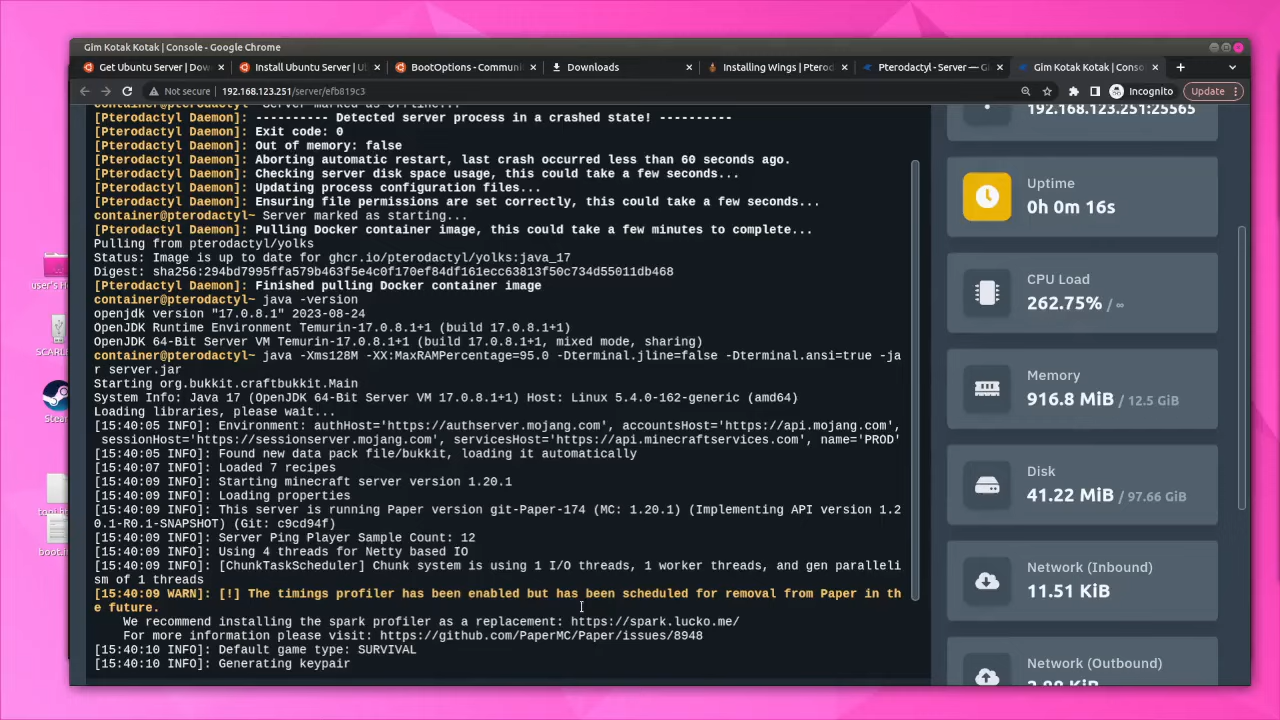 Gim Kotak Kotak | Console - Google Chrome
Get Ubuntu Server | Dow
Install Ubuntu Server | U
BootOptions - Communi
Downloads
Installing Wings | Pterod
Pterodactyl - Server — G
Gim Kotak Kotak | Conso
Not secure
192.168.123.251/server/efb819c3
Incognito
Update
container@pterodactyl~ Server marked as offline...
[Pterodactyl Daemon]: ---------- Detected server process in a crashed state! ----------
[Pterodactyl Daemon]: Exit code: 0
[Pterodactyl Daemon]: Out of memory: false
[Pterodactyl Daemon]: Aborting automatic restart, last crash occurred less than 60 seconds ago.
[Pterodactyl Daemon]: Checking server disk space usage, this could take a few seconds...
[Pterodactyl Daemon]: Updating process configuration files...
[Pterodactyl Daemon]: Ensuring file permissions are set correctly, this could take a few seconds...
container@pterodactyl~ Server marked as starting...
[Pterodactyl Daemon]: Pulling Docker container image, this could take a few minutes to complete...
Pulling from pterodactyl/yolks
Status: Image is up to date for ghcr.io/pterodactyl/yolks:java_17
Digest: sha256:294bd7995ffa579b463f5e4c0f170ef84df161ecc63813f50c734d55011db468
[Pterodactyl Daemon]: Finished pulling Docker container image
container@pterodactyl~ java -version
openjdk version "17.0.8.1" 2023-08-24
OpenJDK Runtime Environment Temurin-17.0.8.1+1 (build 17.0.8.1+1)
OpenJDK 64-Bit Server VM Temurin-17.0.8.1+1 (build 17.0.8.1+1, mixed mode, sharing)
container@pterodactyl~ java -Xms128M -XX:MaxRAMPercentage=95.0 -Dterminal.jline=false -Dterminal.ansi=true -ja
r server.jar
Starting org.bukkit.craftbukkit.Main
System Info: Java 17 (OpenJDK 64-Bit Server VM 17.0.8.1+1) Host: Linux 5.4.0-162-generic (amd64)
Loading libraries, please wait...
[15:40:05 INFO]: Environment: authHost='https://authserver.mojang.com', accountsHost='https://api.mojang.com',
sessionHost='https://sessionserver.mojang.com', servicesHost='https://api.minecraftservices.com', name='PROD'
[15:40:05 INFO]: Found new data pack file/bukkit, loading it automatically
[15:40:07 INFO]: Loaded 7 recipes
[15:40:09 INFO]: Starting minecraft server version 1.20.1
[15:40:09 INFO]: Loading properties
[15:40:09 INFO]: This server is running Paper version git-Paper-174 (MC: 1.20.1) (Implementing API version 1.2
0.1-R0.1-SNAPSHOT) (Git: c9cd94f)
[15:40:09 INFO]: Server Ping Player Sample Count: 12
[15:40:09 INFO]: Using 4 threads for Netty based IO
[15:40:09 INFO]: [ChunkTaskScheduler] Chunk system is using 1 I/O threads, 1 worker threads, and gen paralleli
sm of 1 threads
[15:40:09 WARN]: [!] The timings profiler has been enabled but has been scheduled for removal from Paper in th
e future.
We recommend installing the spark profiler as a replacement: https://spark.lucko.me/
For more information please visit: https://github.com/PaperMC/Paper/issues/8948
[15:40:10 INFO]: Default game type: SURVIVAL
[15:40:10 INFO]: Generating keypair
192.168.123.251:25565
Uptime
0h 0m 16s
CPU Load
262.75% / ∞
Memory
916.8 MiB / 12.5 GiB
Disk
41.22 MiB / 97.66 GiB
Network (Inbound)
11.51 KiB
Network (Outbound)
user's H
SCARL
Stea
boot.i